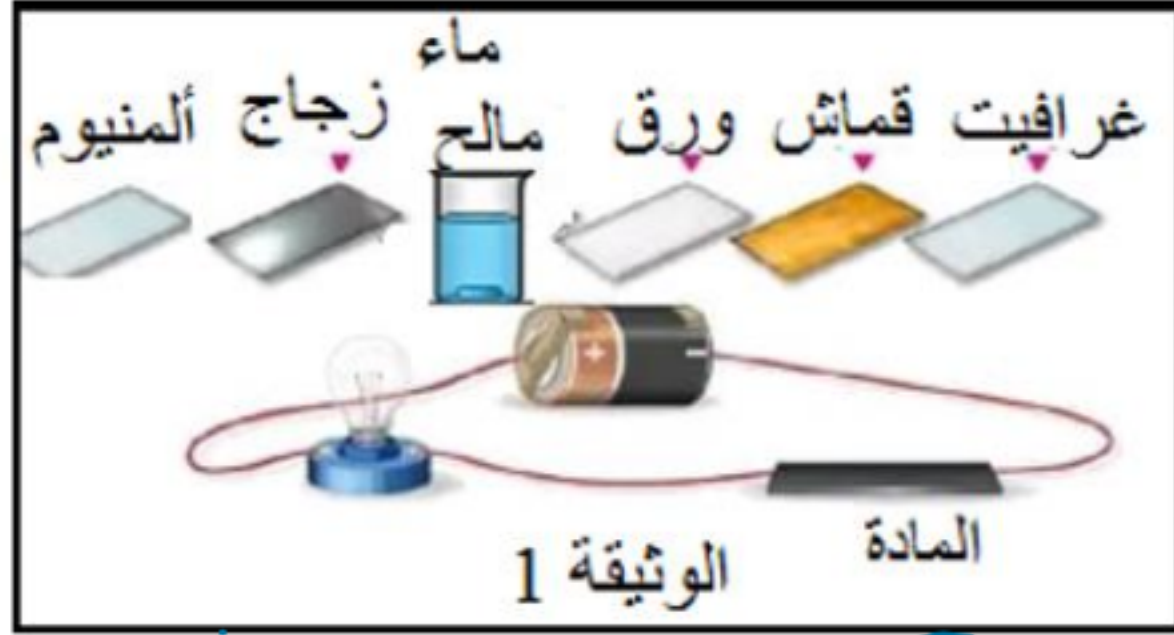 غرافيت قماش ورق ماء مالح زجاج ألمنيوم
+ -
المادة
الوثيقة 1